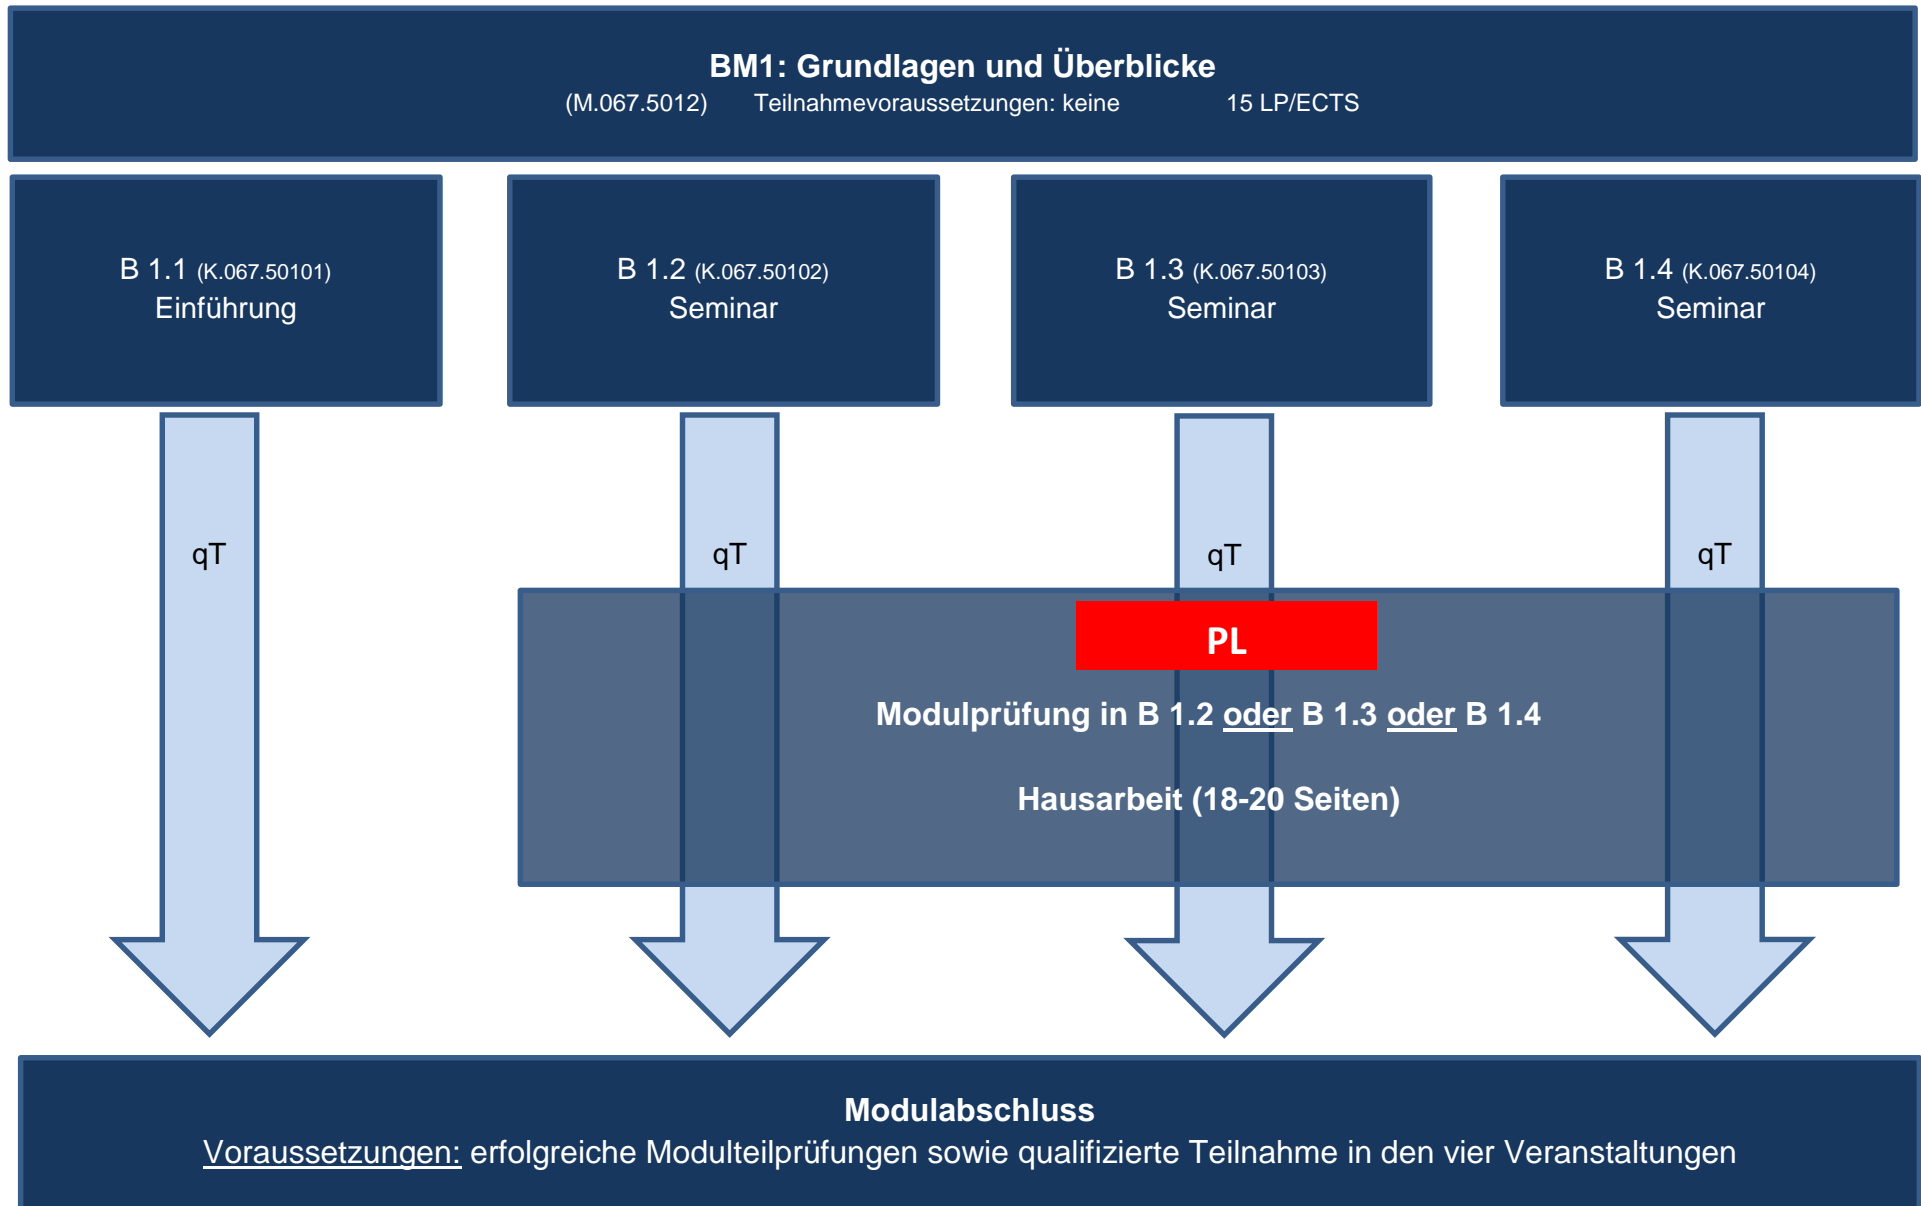 BM1: Grundlagen und Überblicke
(M.067.5012) Teilnahmevoraussetzungen: keine 15 LP/ECTS
B 1.1 (K.067.50101)
Einführung
B 1.2 (K.067.50102)
Seminar
B 1.3 (K.067.50103)
Seminar
B 1.4 (K.067.50104)
Seminar
qT
qT
qT
qT
PL
Modulprüfung in B 1.2 oder B 1.3 oder B 1.4
Hausarbeit (18-20 Seiten)
Modulabschluss
Voraussetzungen: erfolgreiche Modulteilprüfungen sowie qualifizierte Teilnahme in den vier Veranstaltungen